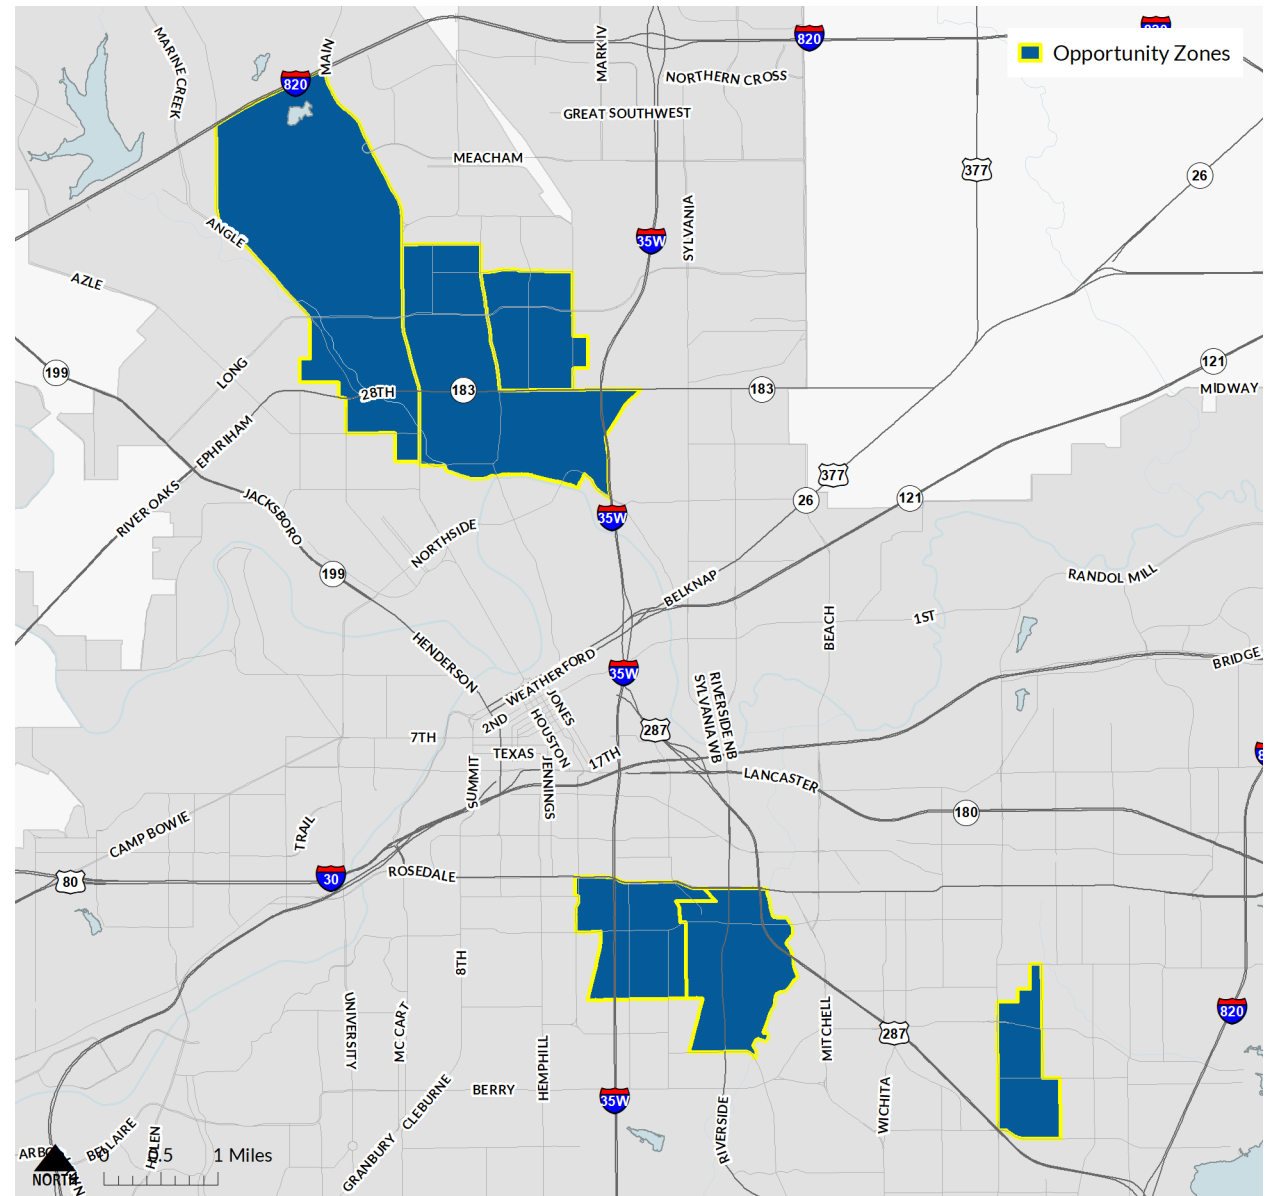 MARINE CREEK
MAIN
820
MARK IV
820
820
Opportunity Zones
NORTHERN CROSS
GREAT SOUTHWEST
MEACHAM
377
26
SYLVANIA
ANGLE
35W
AZLE
199
LONG
28TH
183
183
121
MIDWAY
EPHRIHAM
RIVER OAKS
JACKSBORO
377
26
121
35W
NORTHSIDE
199
BELKNAP
RANDOL MILL
BEACH
1ST
HENDERSON
WEATHERFORD
35W
BRIDGE
2ND
JONES
HOUSTON
RIVERSIDE NB
SYLVANIA WB
287
7TH
TEXAS
17TH
SUMMIT
JENNINGS
LANCASTER
180
CAMP BOWIE
TRAIL
80
30
ROSEDALE
8TH
UNIVERSITY
MC CART
HEMPHILL
MITCHELL
287
820
BERRY
35W
CLEBURNE
GRANBURY
RIVERSIDE
WICHITA
BELLAIRE
HULEN
0 0.5 1 Miles
NORTH